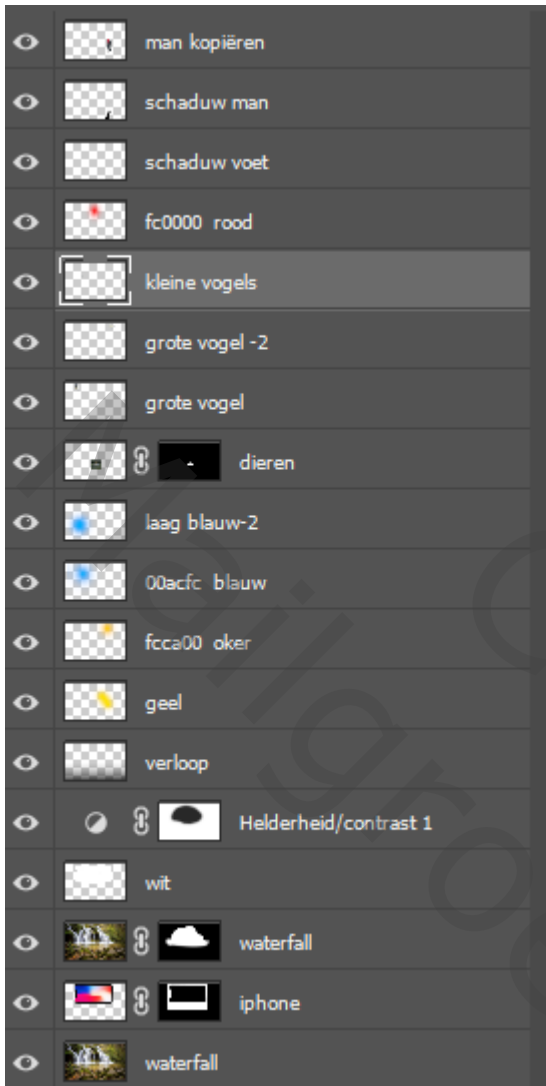 man kopiëren
schaduw man
schaduw voet
fc0000 rood
kleine vogels
grote vogel -2
grote vogel
dieren
laag blauw-2
00acfc blauw
fcca00 oker
geel
verloop
Helderheid/contrast 1
wit
waterfall
iphone
waterfall